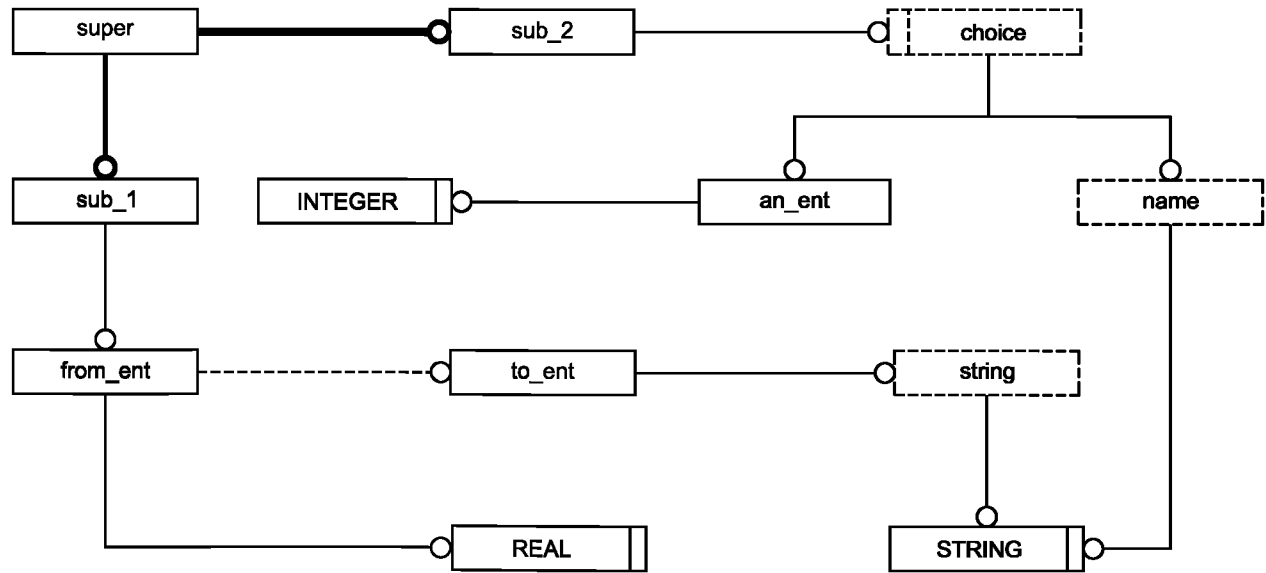 super
sub_2
choice
sub_1
INTEGER
an_ent
name
from_ent
to_ent
string
REAL
STRING